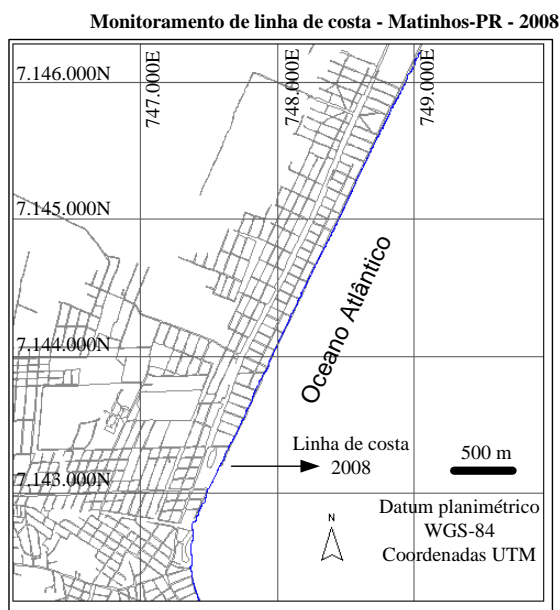 Monitoramento de linha de costa - Matinhos-PR - 2008
7.146.000N
747.000E
748.000E
749.000E
7.145.000N
Oceano Atlântico
7.144.000N
Linha de costa
2008
500 m
7.143.000N
Datum planimétrico
WGS-84
Coordenadas UTM
N